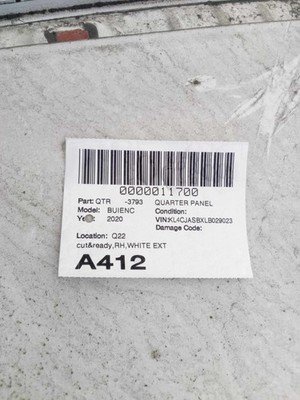 0000011700
Part: QTR -3793 QUARTER PANEL
Model: BUIENC Condition:
Year: 2020 VIN:KL4CJASBXLB029023
Damage Code:
Location: Q22
cut&ready,RH,WHITE EXT
A412